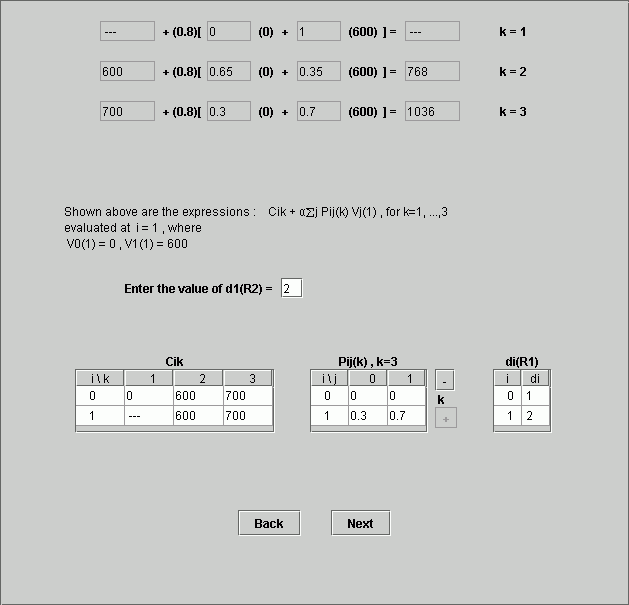 --- + (0.8)[ 0 (0) + 1 (600) ] = --- k = 1
600 + (0.8)[ 0.65 (0) + 0.35 (600) ] = 768 k = 2
700 + (0.8)[ 0.3 (0) + 0.7 (600) ] = 1036 k = 3
Shown above are the expressions : Cik + α∑j Pij(k) Vj(1) , for k=1, ...,3
evaluated at i = 1 , where
V0(1) = 0 , V1(1) = 600
Enter the value of d1(R2) = 2
Cik
i \ k 1 2 3
0 0 600 700
1 --- 600 700
Pij(k) , k=3
i \ j 0 1
0 0 0
1 0.3 0.7
-
k
+
di(R1)
i di
0 1
1 2
Back Next